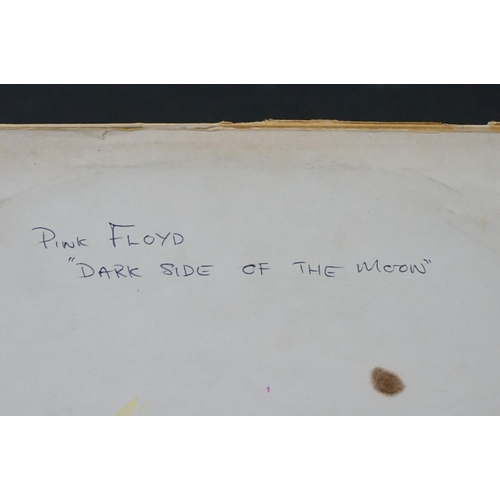 PINK FLOYD
"DARK SIDE OF THE MOON"